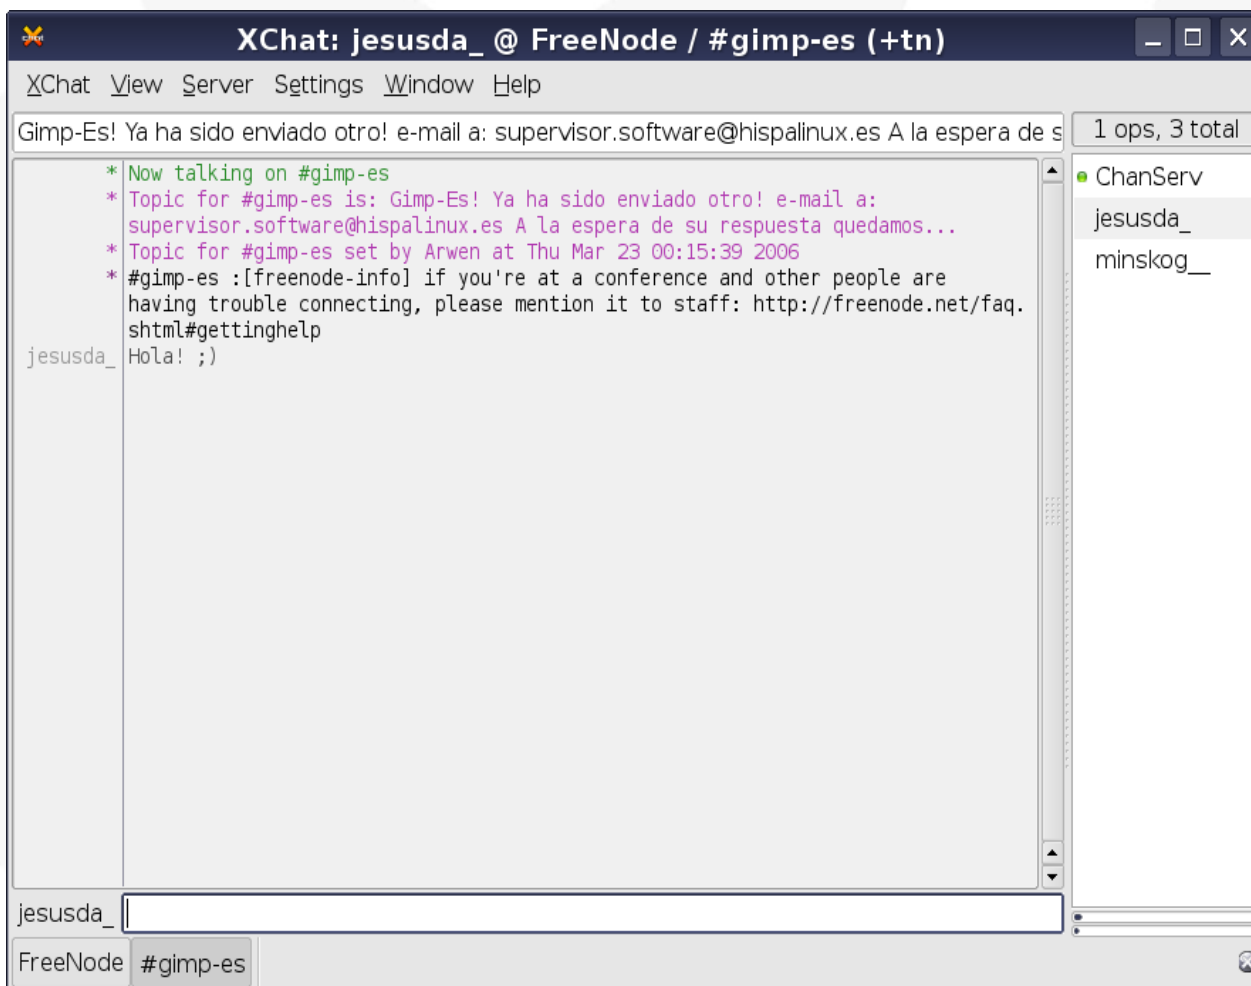 XChat: jesusda_ @ FreeNode / #gimp-es (+tn)
XChat View Server Settings Window Help
Gimp-Es! Ya ha sido enviado otro! e-mail a: supervisor.software@hispalinux.es A la espera de s
1 ops, 3 total
* Now talking on #gimp-es
* Topic for #gimp-es is: Gimp-Es! Ya ha sido enviado otro! e-mail a:
supervisor.software@hispalinux.es A la espera de su respuesta quedamos...
* Topic for #gimp-es set by Arwen at Thu Mar 23 00:15:39 2006
* #gimp-es :[freenode-info] if you're at a conference and other people are
having trouble connecting, please mention it to staff: http://freenode.net/faq.
shtml#gettinghelp
jesusda_ Hola! ;)
ChanServ
jesusda_
minskog__
jesusda_
FreeNode #gimp-es